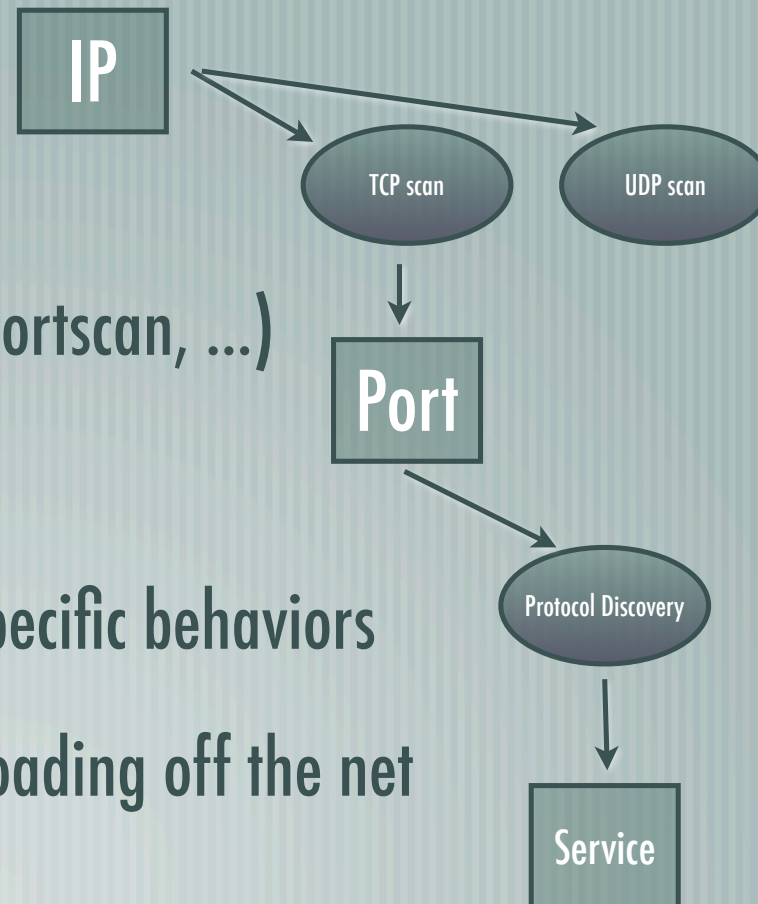 IP
TCP scan
UDP scan
ortscan, ...)
Port
pecific behaviors
Protocol Discovery
oading off the net
Service